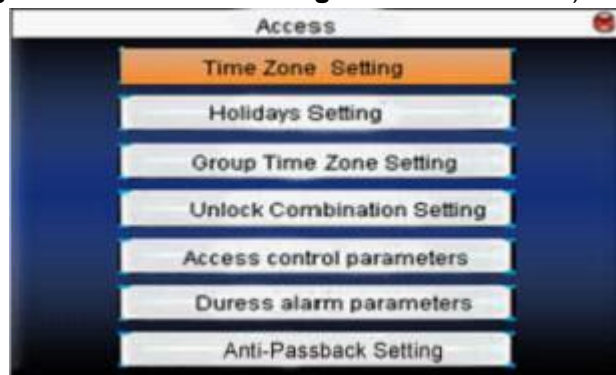 Access
Time Zone Setting
Holidays Setting
Group Time Zone Setting
Unlock Combination Setting
Access control parameters
Duress alarm parameters
Anti-Passback Setting